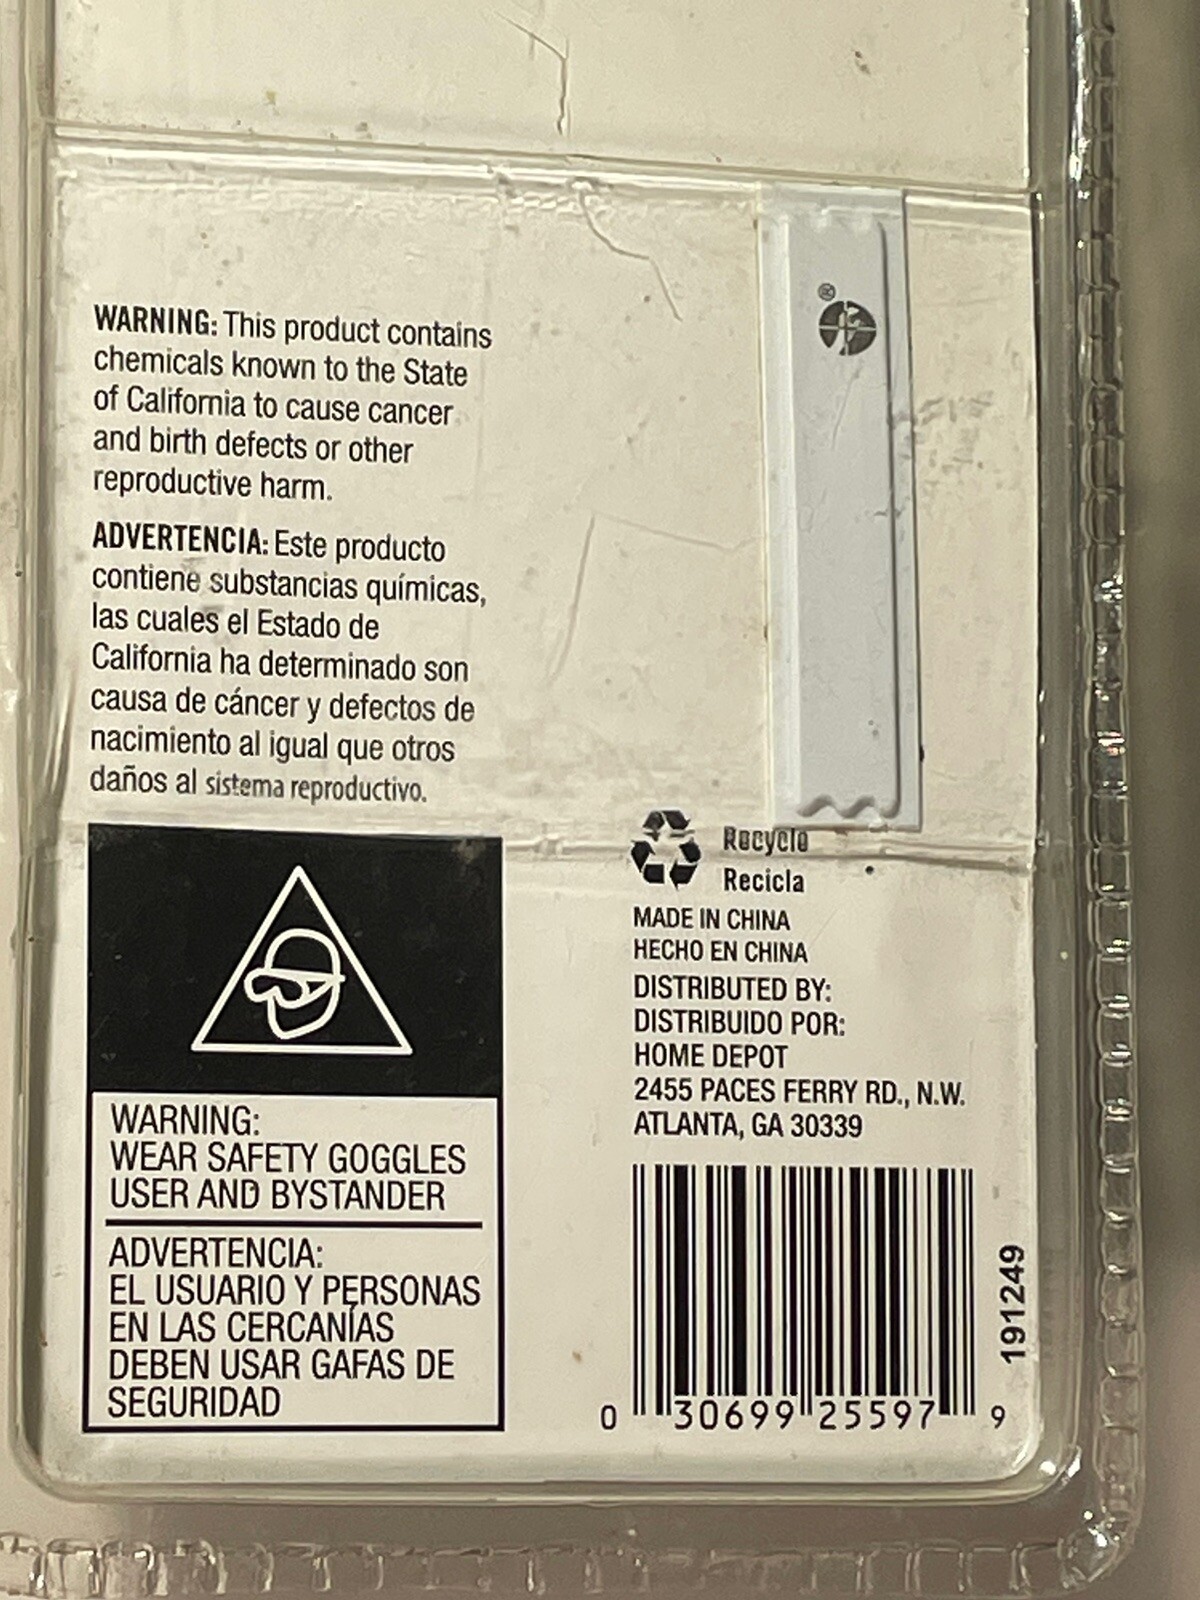 WARNING: This product contains
chemicals known to the State
of California to cause cancer
and birth defects or other
reproductive harm.
ADVERTENCIA: Este producto
contiene substancias químicas,
las cuales el Estado de
California ha determinado son
causa de cáncer y defectos de
nacimiento al igual que otros
daños al sistema reproductivo.
WARNING:
WEAR SAFETY GOGGLES
USER AND BYSTANDER
ADVERTENCIA:
EL USUARIO Y PERSONAS
EN LAS CERCANÍAS
DEBEN USAR GAFAS DE
SEGURIDAD
®
Recycle
Recicla
MADE IN CHINA
HECHO EN CHINA
DISTRIBUTED BY:
DISTRIBUIDO POR:
HOME DEPOT
2455 PACES FERRY RD., N.W.
ATLANTA, GA 30339
0 30699 25597 9
191249